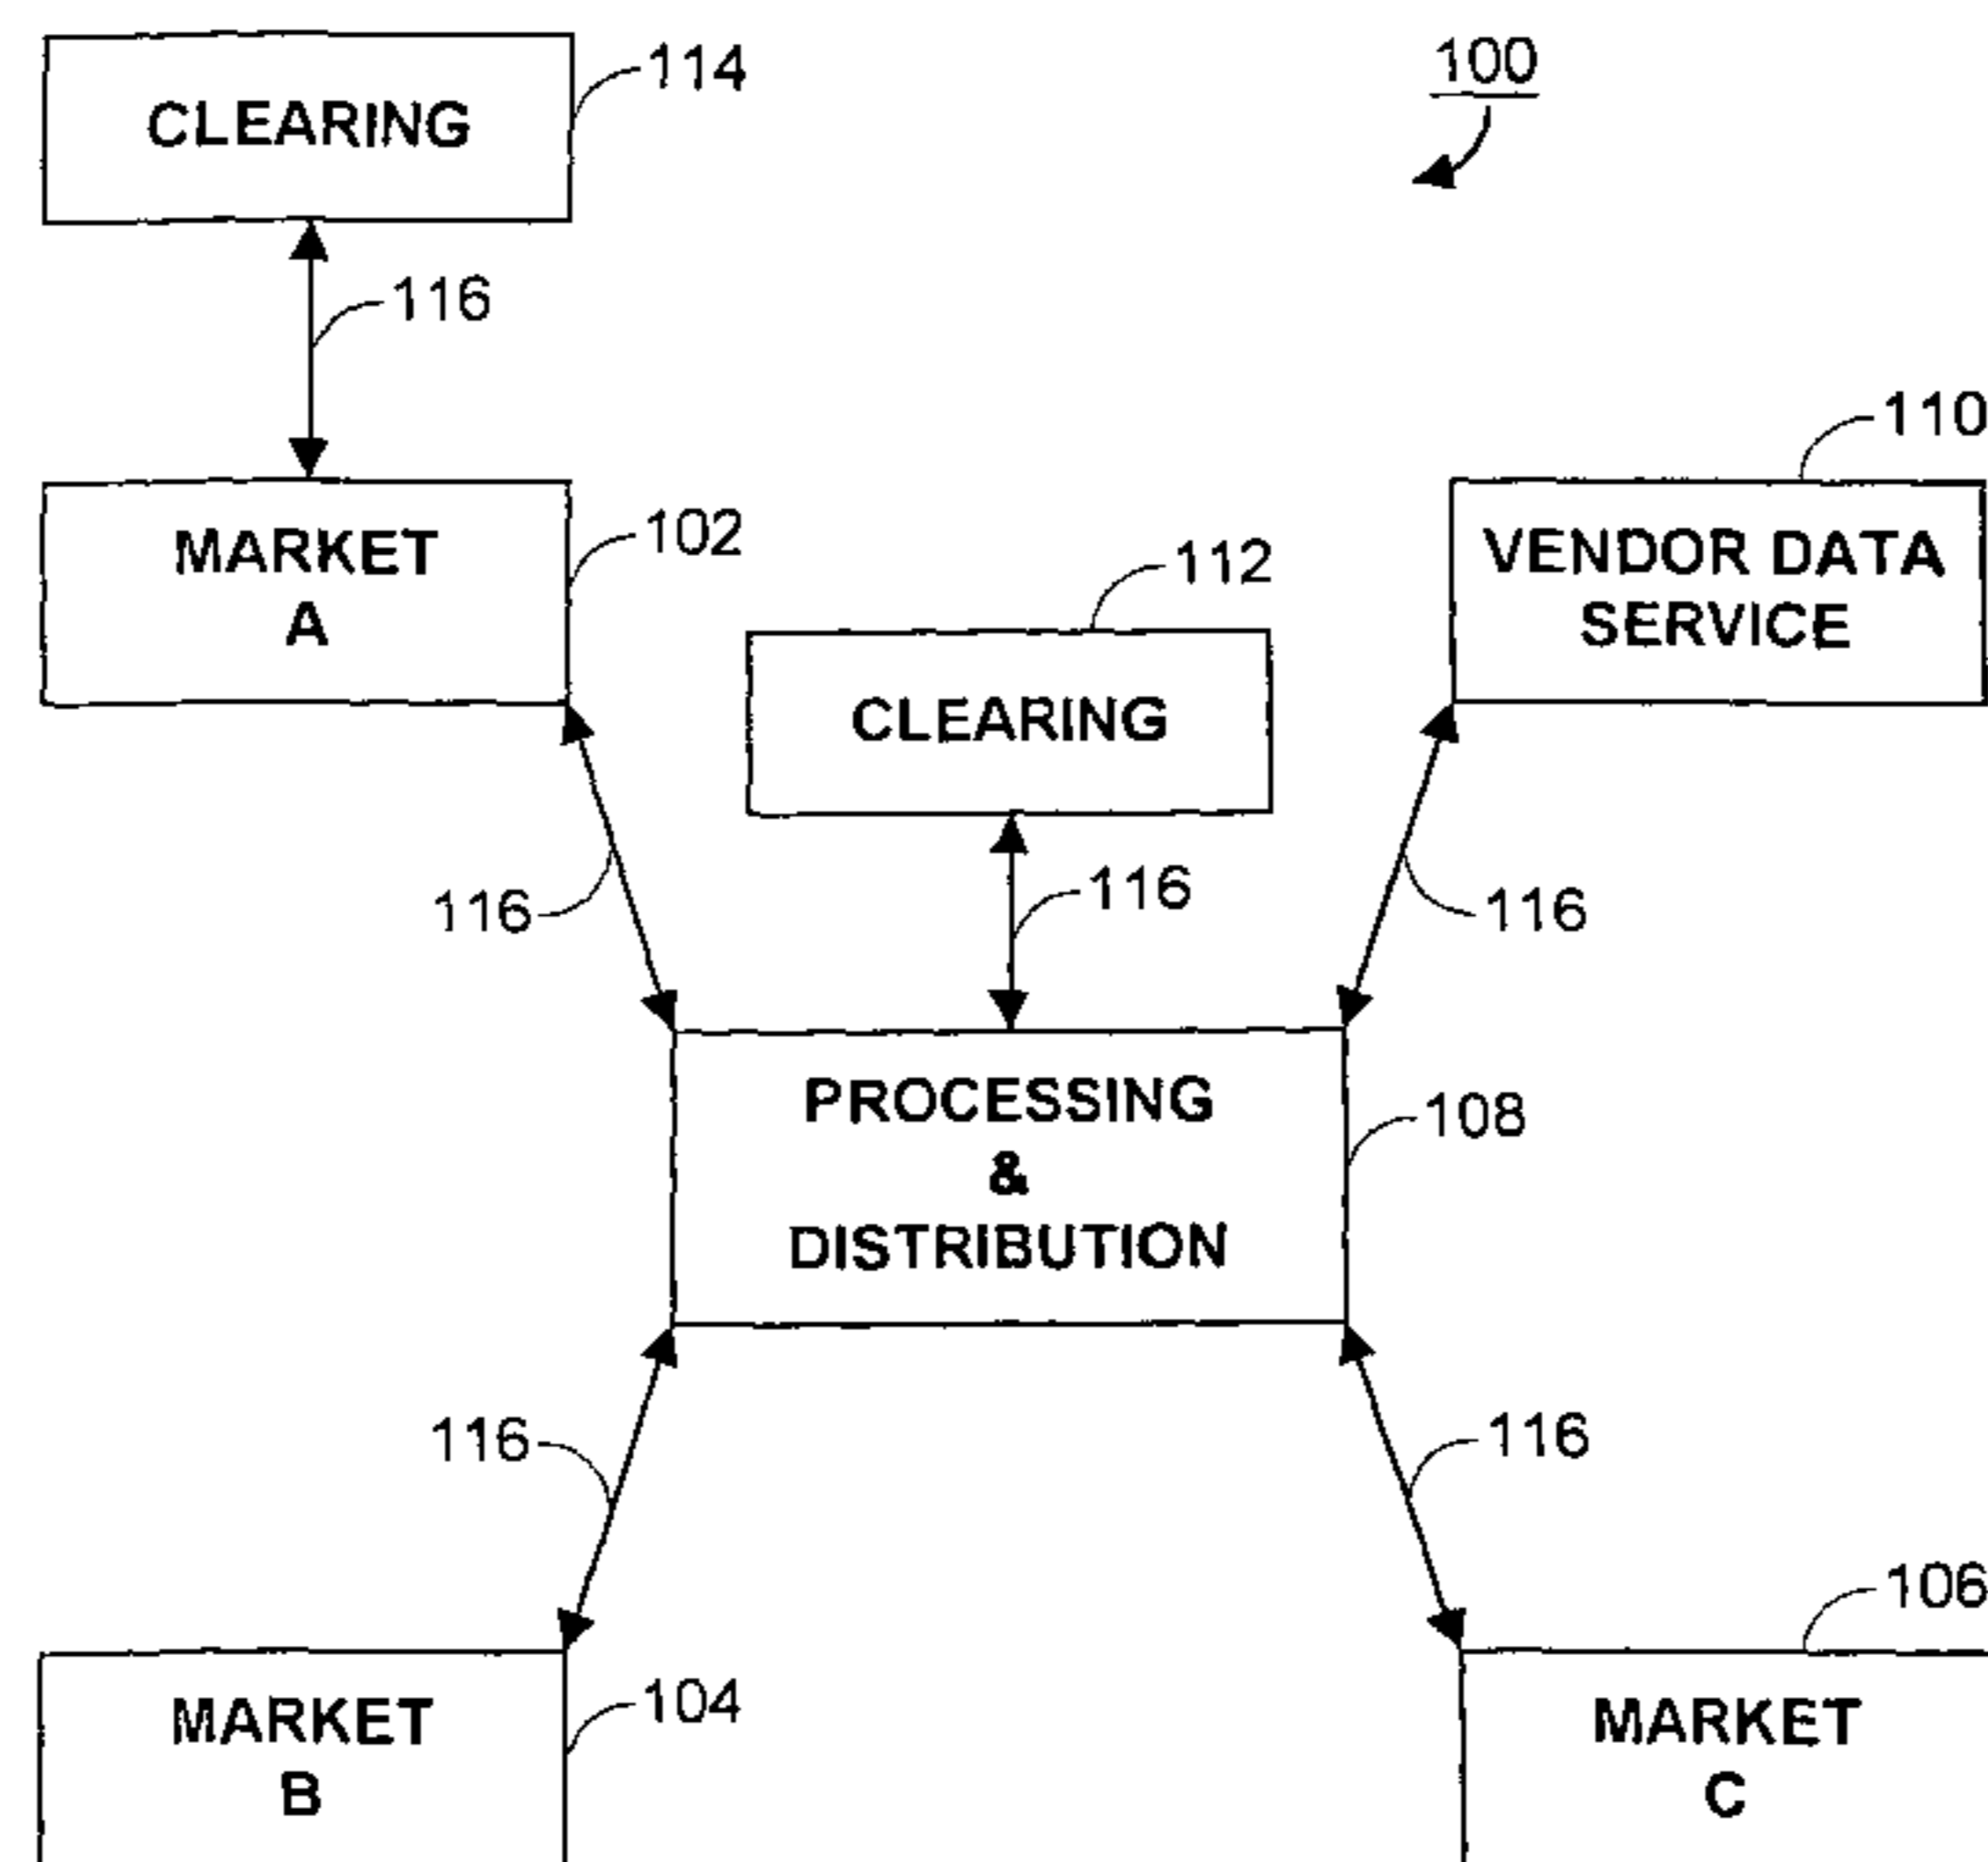 CLEARING
114
100
116
110
MARKET
A
102
VENDOR DATA
SERVICE
112
CLEARING
116
116
116
PROCESSING
&
DISTRIBUTION
108
116
116
106
MARKET
B
104
MARKET
C